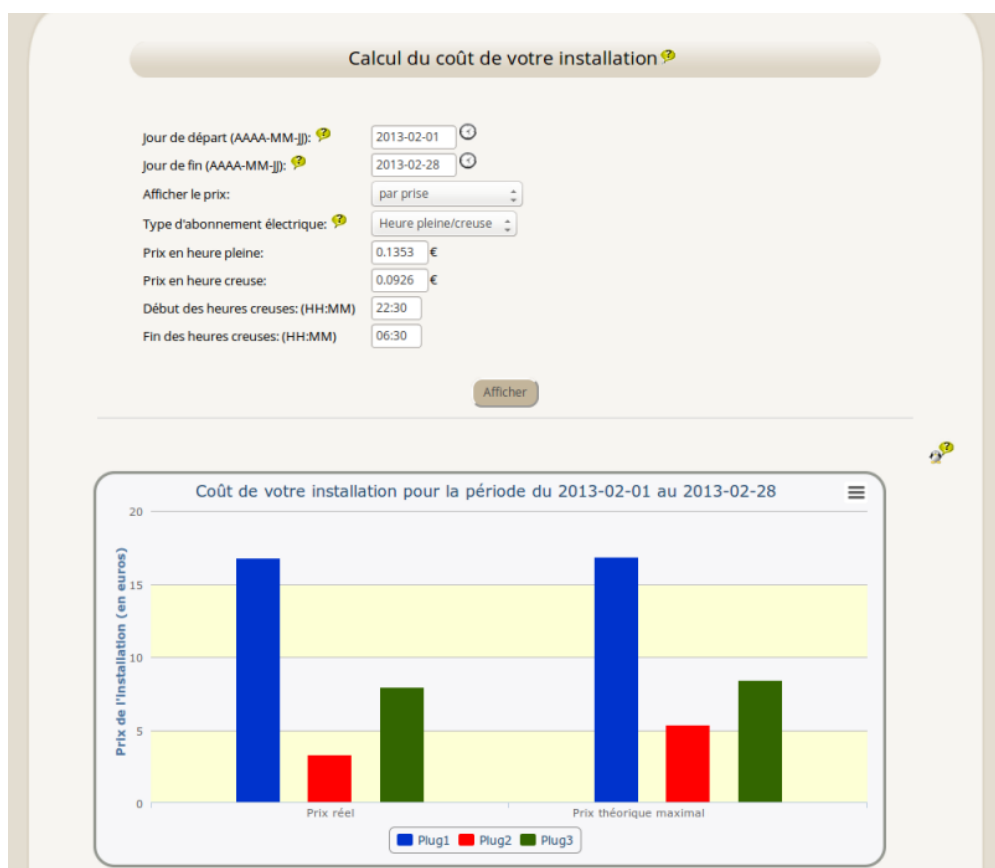 Calcul du coût de votre installation
Jour de départ (AAAA-MM-JJ): 2013-02-01
Jour de fin (AAAA-MM-JJ): 2013-02-28
Afficher le prix: par prise
Type d'abonnement électrique: Heure pleine/creuse
Prix en heure pleine: 0.1353 €
Prix en heure creuse: 0.0926 €
Début des heures creuses: (HH:MM) 22:30
Fin des heures creuses: (HH:MM) 06:30
Afficher
Coût de votre installation pour la période du 2013-02-01 au 2013-02-28
Prix de l'installation (en euros)
20
15
10
5
0
Prix réel Prix théorique maximal
Plug1 Plug2 Plug3